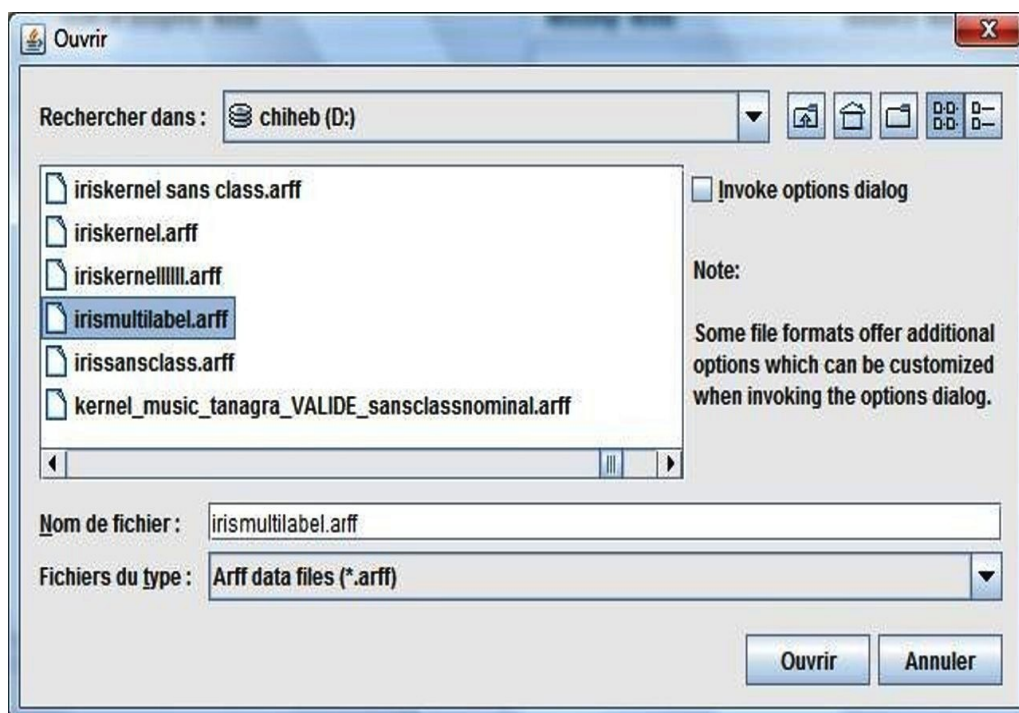 Ouvrir
Rechercher dans :
chiheb (D:)
iriskernel sans class.arff
iriskernel.arff
iriskernellllll.arff
irismultilabel.arff
irissansclass.arff
kernel_music_tanagra_VALIDE_sansclassnominal.arff
Invoke options dialog
Note:
Some file formats offer additional
options which can be customized
when invoking the options dialog.
Nom de fichier :
irismultilabel.arff
Fichiers du type :
Arff data files (*.arff)
Ouvrir
Annuler